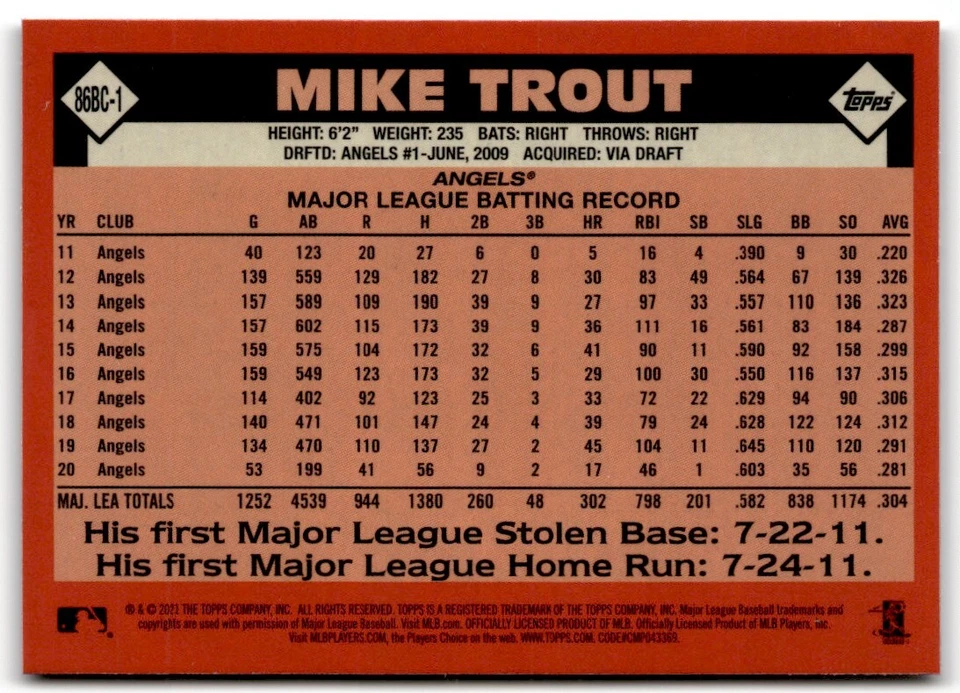 86BC-1
MIKE TROUT
Topps
HEIGHT: 6'2" WEIGHT: 235 BATS: RIGHT THROWS: RIGHT
DRFTD: ANGELS #1-JUNE, 2009 ACQUIRED: VIA DRAFT
ANGELS®
MAJOR LEAGUE BATTING RECORD
YR CLUB G AB R H 2B 3B HR RBI SB SLG BB SO AVG
11 Angels 40 123 20 27 6 0 5 16 4 .390 9 30 .220
12 Angels 139 559 129 182 27 8 30 83 49 .564 67 139 .326
13 Angels 157 589 109 190 39 9 27 97 33 .557 110 136 .323
14 Angels 157 602 115 173 39 9 36 111 16 .561 83 184 .287
15 Angels 159 575 104 172 32 6 41 90 11 .590 92 158 .299
16 Angels 159 549 123 173 32 5 29 100 30 .550 116 137 .315
17 Angels 114 402 92 123 25 3 33 72 22 .629 94 90 .306
18 Angels 140 471 101 147 24 4 39 79 24 .628 122 124 .312
19 Angels 134 470 110 137 27 2 45 104 11 .645 110 120 .291
20 Angels 53 199 41 56 9 2 17 46 1 .603 35 56 .281
MAJ. LEA TOTALS 1252 4539 944 1380 260 48 302 798 201 .582 838 1174 .304
His first Major League Stolen Base: 7-22-11.
His first Major League Home Run: 7-24-11.
® & © 2021 THE TOPPS COMPANY, INC. ALL RIGHTS RESERVED. TOPPS IS A REGISTERED TRADEMARK OF THE TOPPS COMPANY, INC. Major League Baseball trademarks and
copyrights are used with permission of Major League Baseball. Visit MLB.com. OFFICIALLY LICENSED PRODUCT OF MLB. Officially Licensed Product of MLB Players, Inc.
Visit MLBPLAYERS.COM, the Players Choice on the web. WWW.TOPPS.COM. CODE#CMP043369.